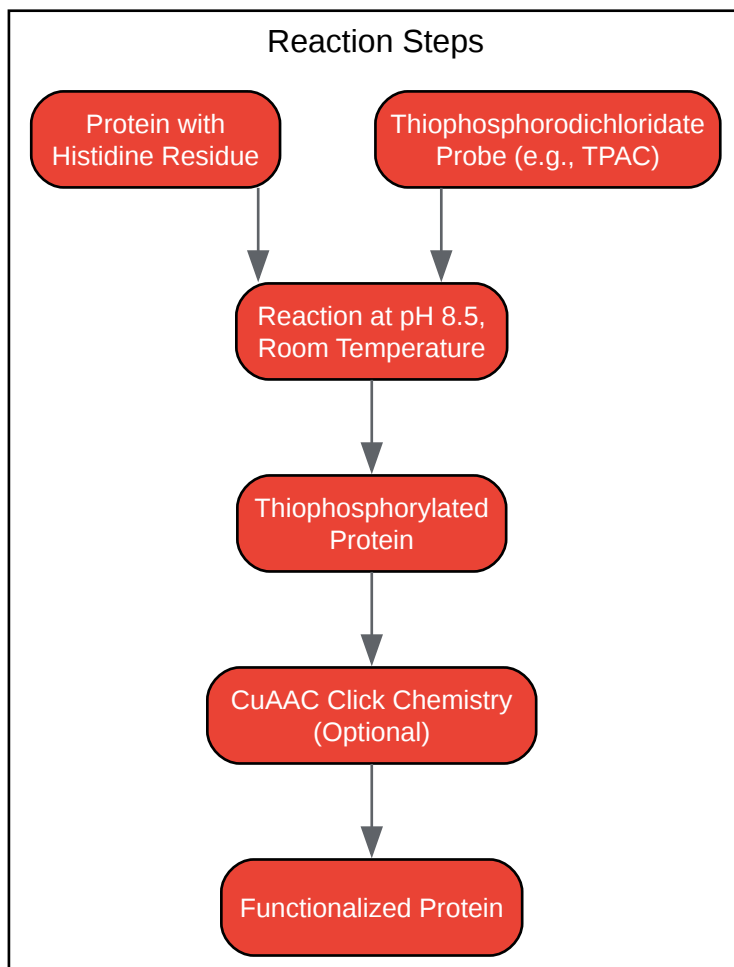 Reaction Steps
Protein with
Histidine Residue
Thiophosphorodichloridate
Probe (e.g., TPAC)
Reaction at pH 8.5,
Room Temperature
Thiophosphorylated
Protein
CuAAC Click Chemistry
(Optional)
Functionalized Protein